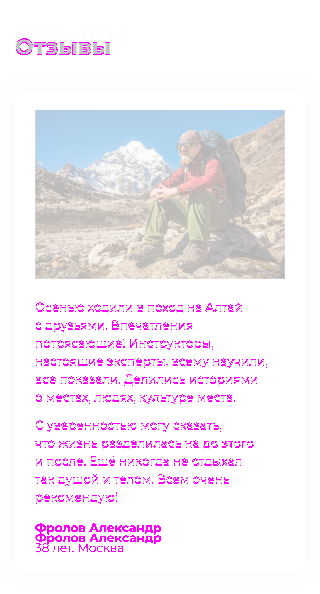 Отзывы
Осенью ходили в поход на Алтай
с друзьями. Впечатления
потрясающие! Инструкторы,
настоящие эксперты: всему научили,
все показали. Делились историями
о местах, людях, культуре места.
С уверенностью могу сказать,
что жизнь разделилась на до этого
и после. Ещё никогда не отдыхал
так душой и телом. Всем очень
рекомендую!
Фролов Александр
Фролов Александр
38 лет. Москва